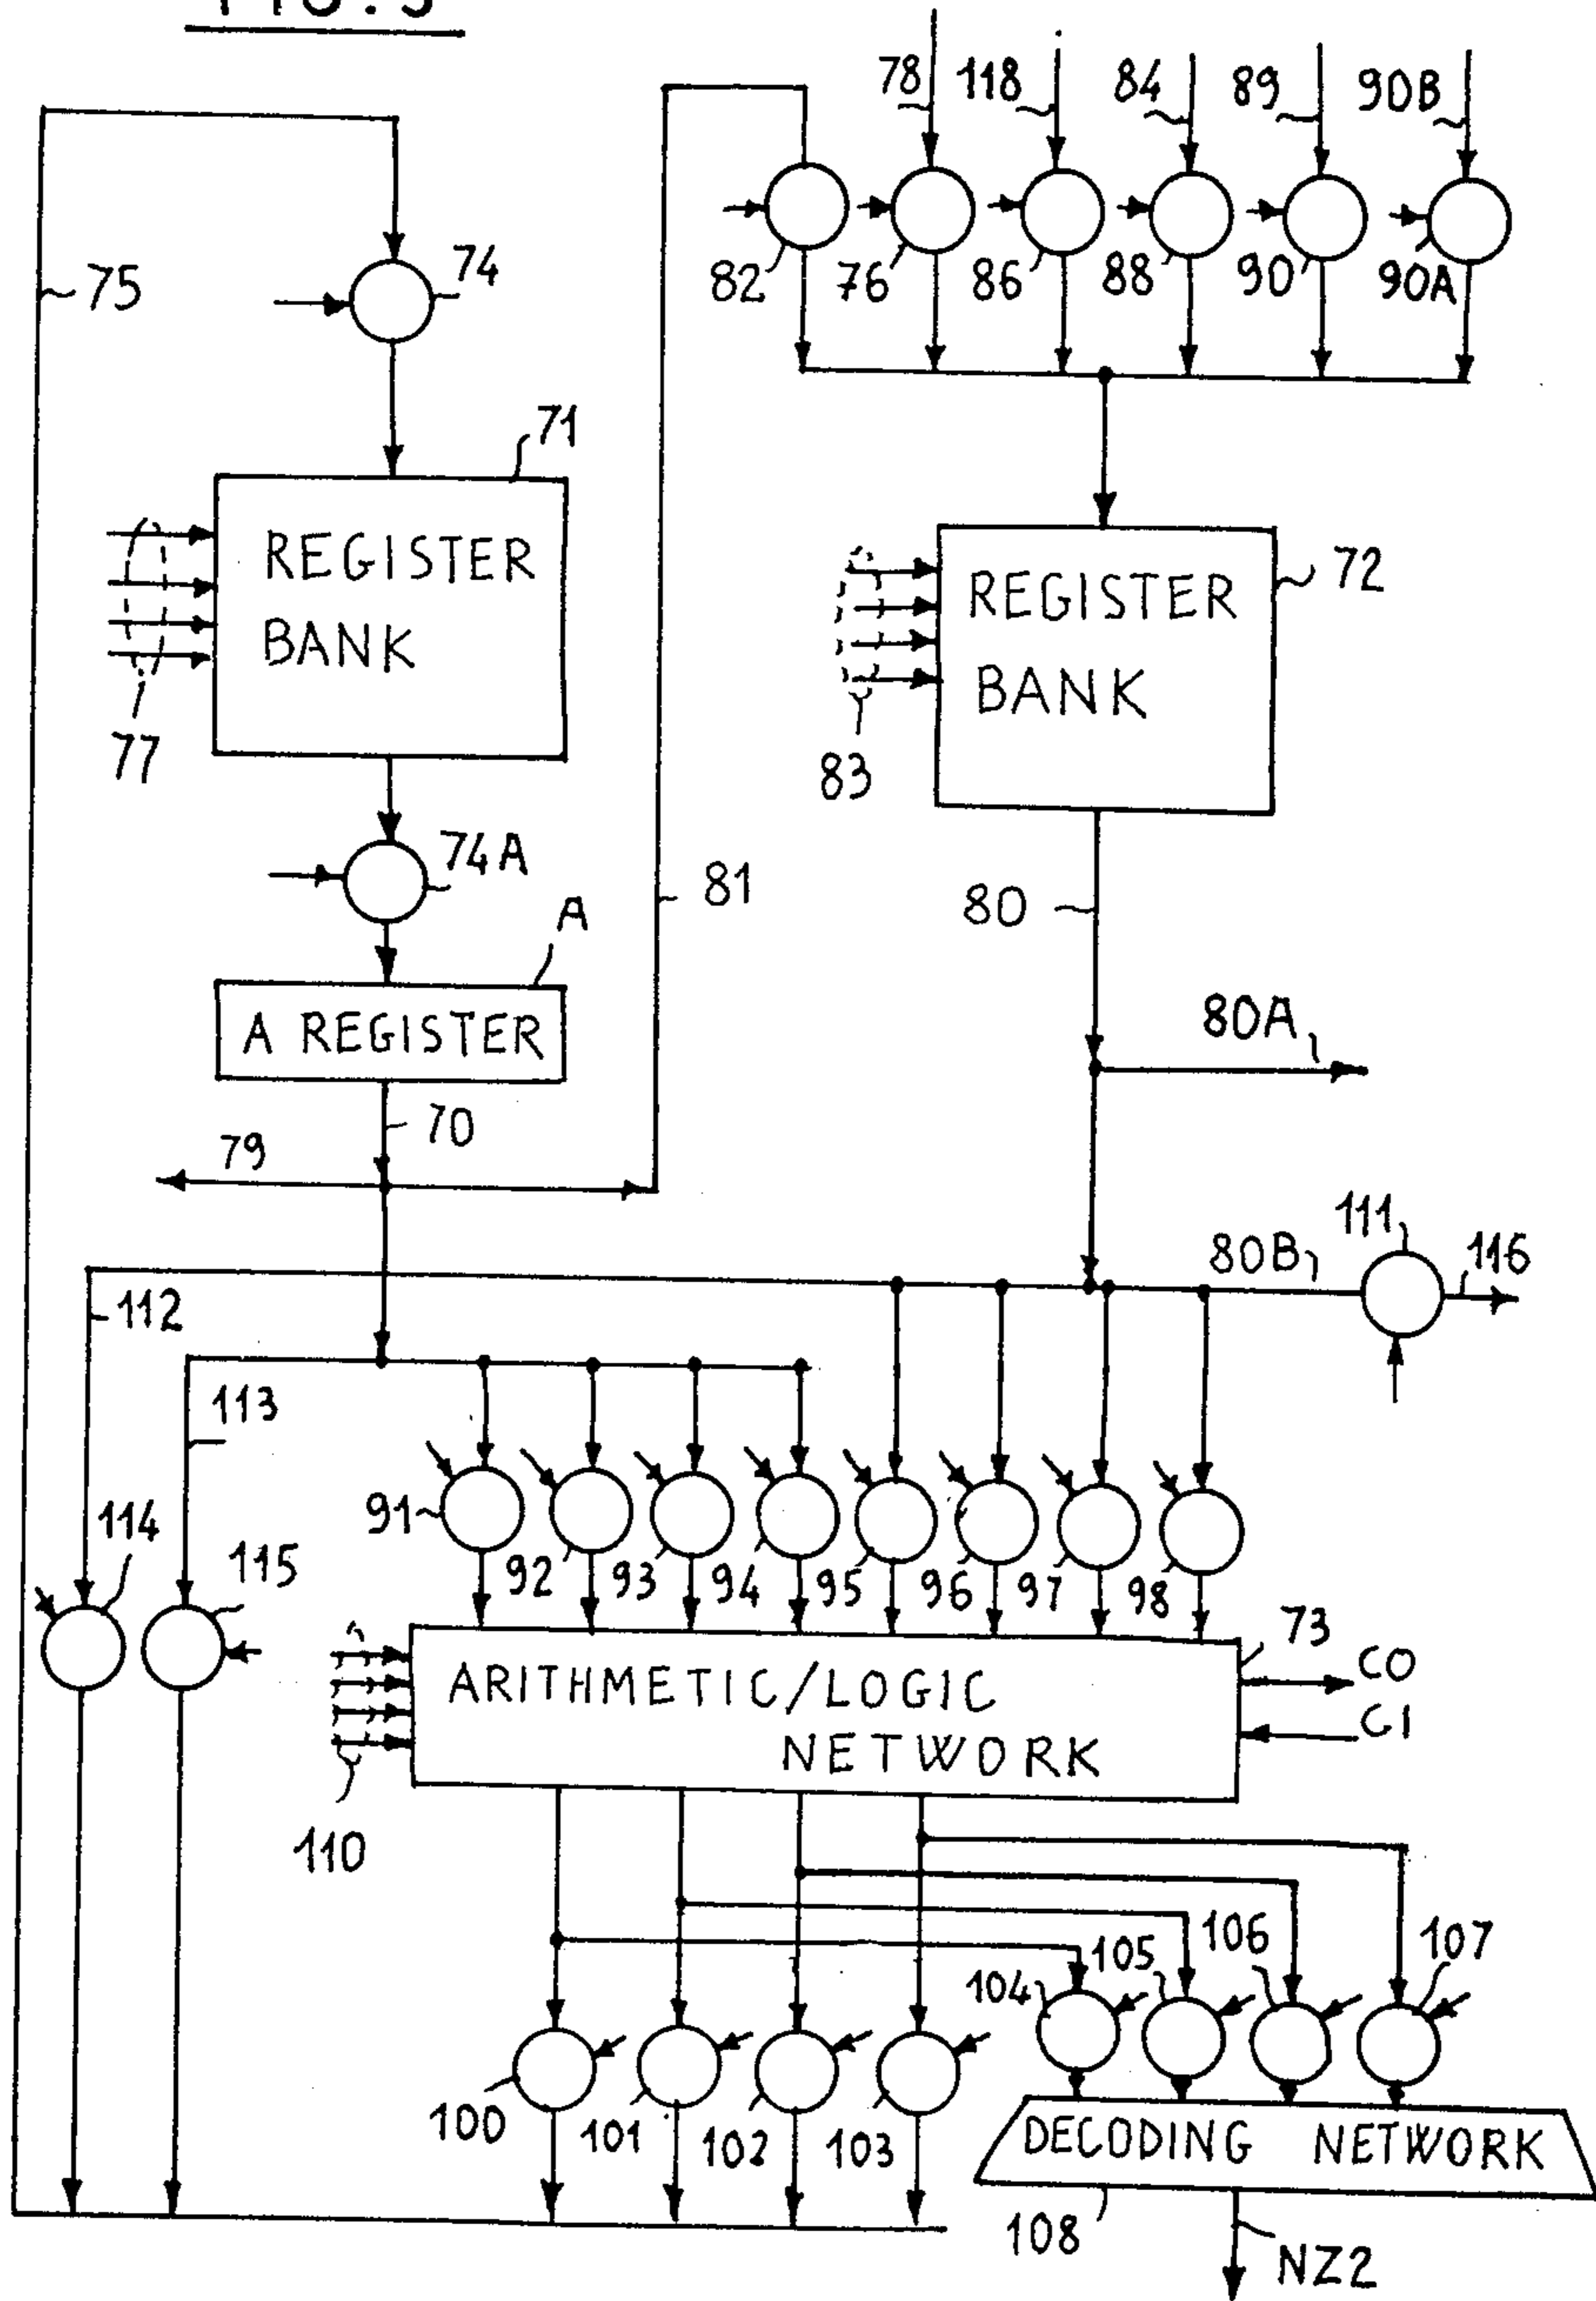 78 118 84 89 90B
75 74 82 76 86 88 90 90A
71
REGISTER
BANK
77
72
REGISTER
BANK
83
74A
81
80
A
A REGISTER
80A
70
79
111
80B
116
112
113
91 92 93 94 95 96 97 98
114
115
73
ARITHMETIC/LOGIC
NETWORK
CO
CI
110
104 105 106 107
100 101 102 103
DECODING NETWORK
108
NZ2